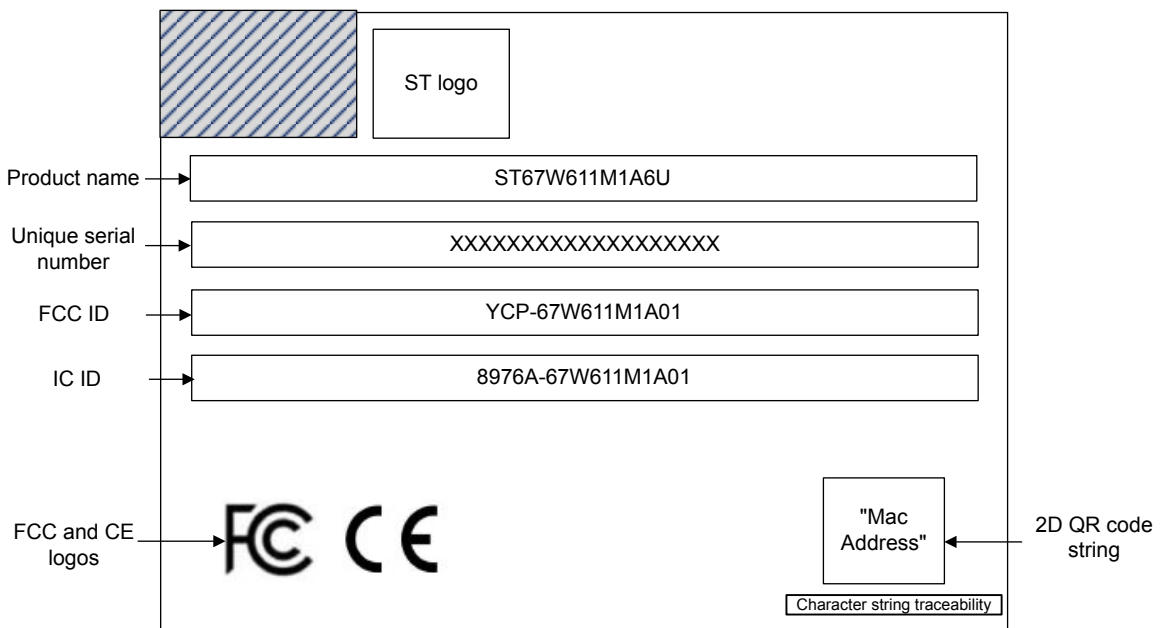 ST logo
Product name
ST67W611M1A6U
Unique serial
number
XXXXXXXXXXXXXXXXXXX
FCC ID
YCP-67W611M1A01
IC ID
8976A-67W611M1A01
FCC and CE
logos
FC CE
"Mac
Address"
2D QR code
string
Character string traceability